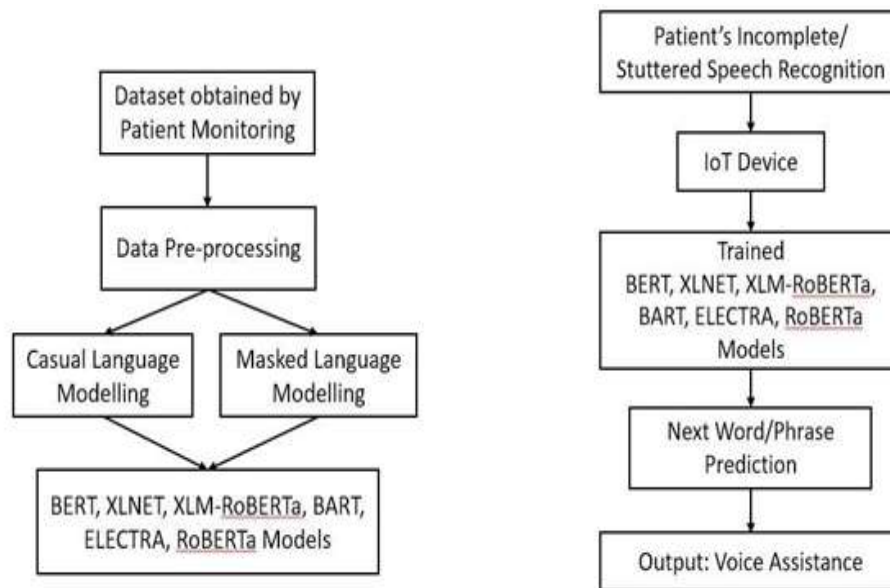 Dataset obtained by
Patient Monitoring
Data Pre-processing
Casual Language
Modelling
Masked Language
Modelling
BERT, XLNET, XLM-RoBERTa, BART,
ELECTRA, RoBERTa Models
Patient's Incomplete/
Stuttered Speech Recognition
IoT Device
Trained
BERT, XLNET, XLM-RoBERTa,
BART, ELECTRA, RoBERTa
Models
Next Word/Phrase
Prediction
Output: Voice Assistance